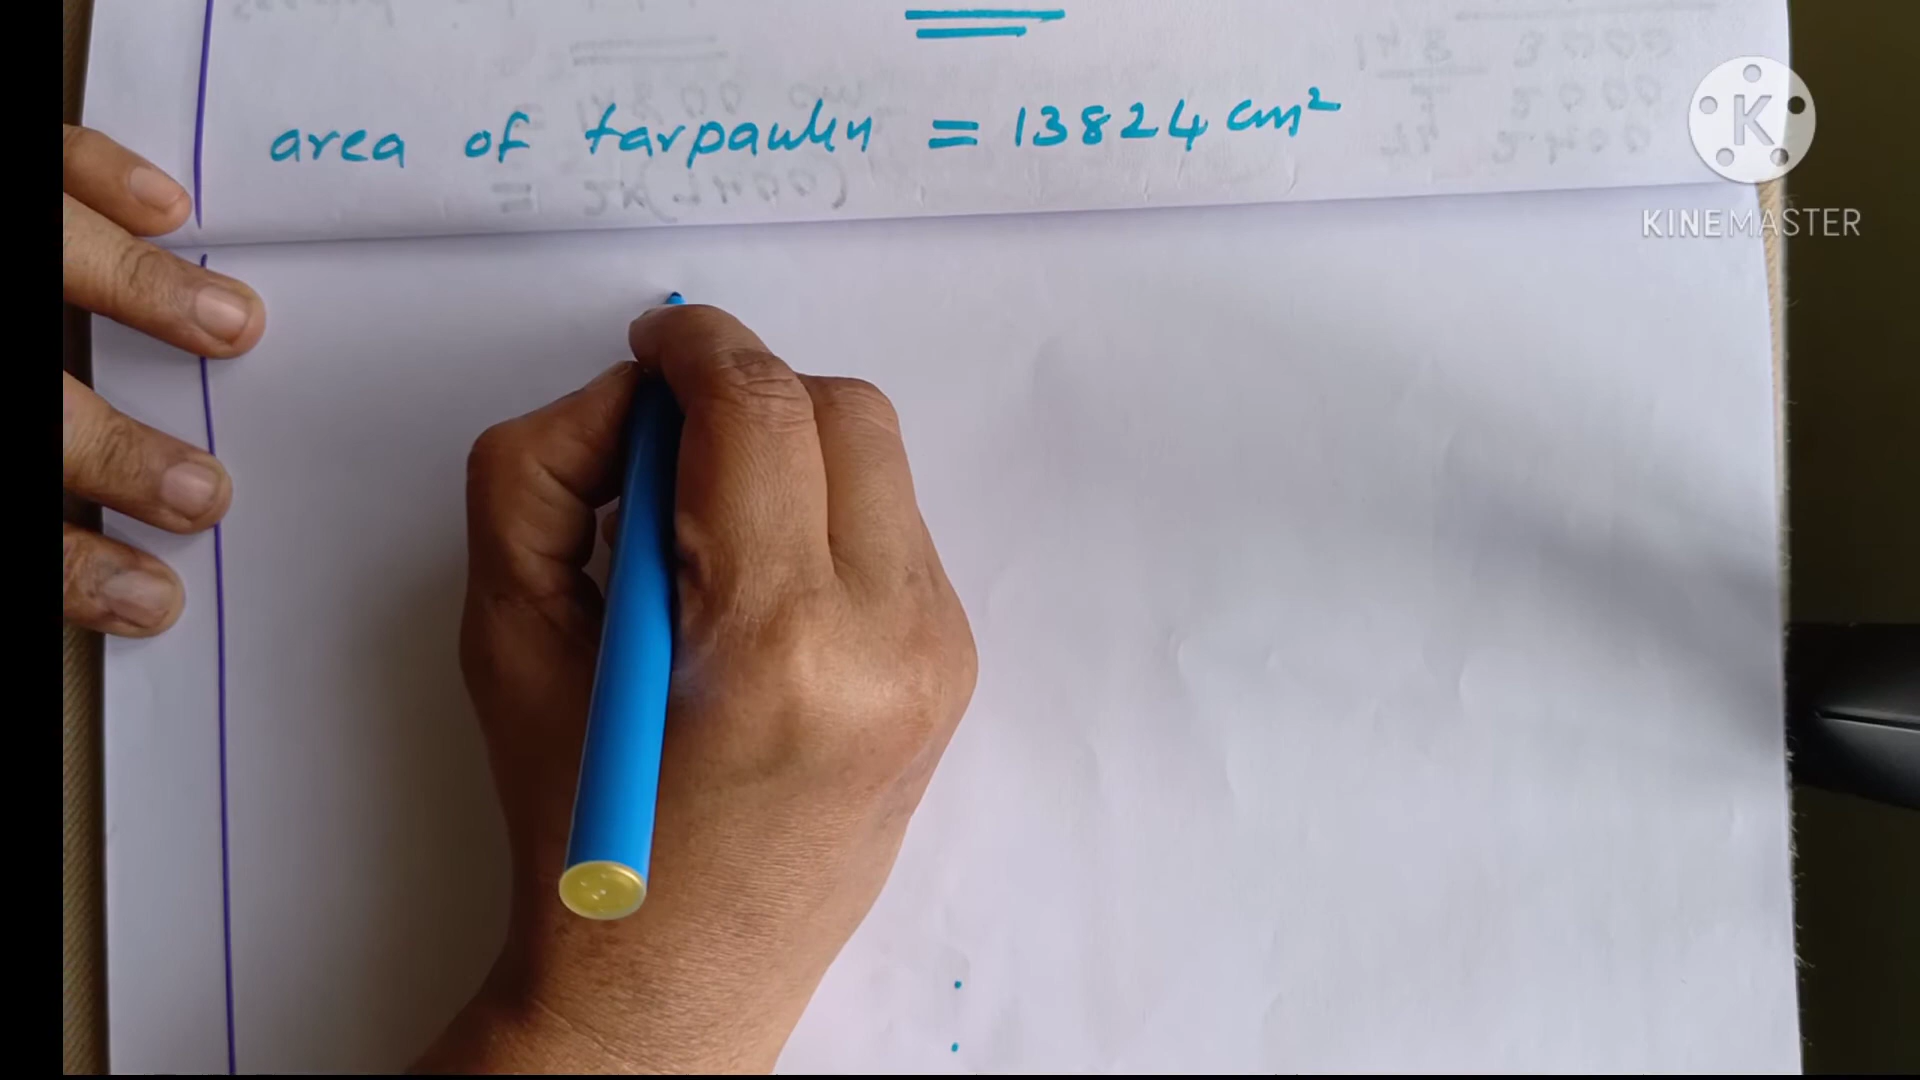 area of tarpaulin = 13824 cm²
K
KINEMASTER